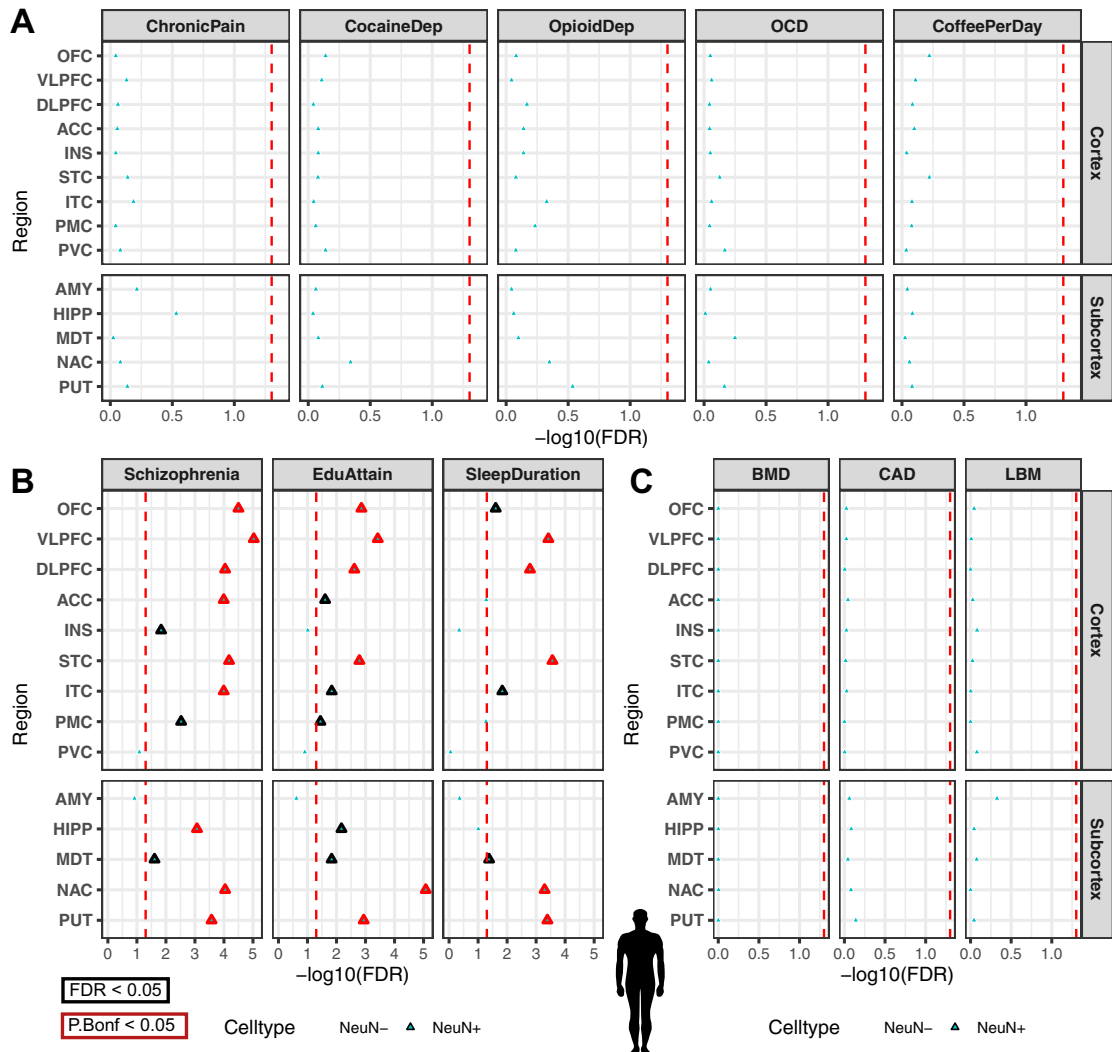 A
ChronicPain CocaineDep OpioidDep OCD CoffeePerDay
OFC
VLPFC
DLPFC
ACC
INS
STC
ITC
PMC
PVC
Cortex
Region
AMY
HIPP
MDT
NAC
PUT
Subcortex
0.0 0.5 1.0 0.0 0.5 1.0 0.0 0.5 1.0 0.0 0.5 1.0 0.0 0.5 1.0
−log10(FDR)
B
Schizophrenia EduAttain SleepDuration
OFC
VLPFC
DLPFC
ACC
INS
STC
ITC
PMC
PVC
Region
AMY
HIPP
MDT
NAC
PUT
0 1 2 3 4 5 0 1 2 3 4 5 0 1 2 3 4 5
−log10(FDR)
FDR < 0.05
P.Bonf < 0.05
Celltype NeuN− NeuN+
C
BMD CAD LBM
OFC
VLPFC
DLPFC
ACC
INS
STC
ITC
PMC
PVC
Cortex
Region
AMY
HIPP
MDT
NAC
PUT
Subcortex
0.0 0.5 1.0 0.0 0.5 1.0 0.0 0.5 1.0
−log10(FDR)
Celltype NeuN− NeuN+